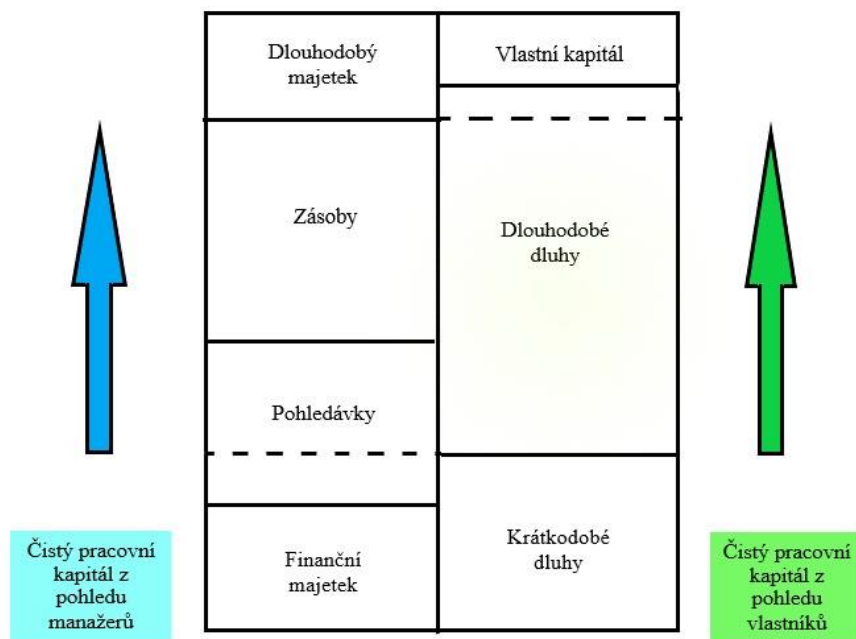 Dlouhodobý
majetek
Vlastní kapitál
Zásoby
Dlouhodobé
dluhy
Pohledávky
Finanční
majetek
Krátkodobé
dluhy
Čistý pracovní
kapitál z
pohledu
manažerů
Čistý pracovní
kapitál z
pohledu
vlastníků